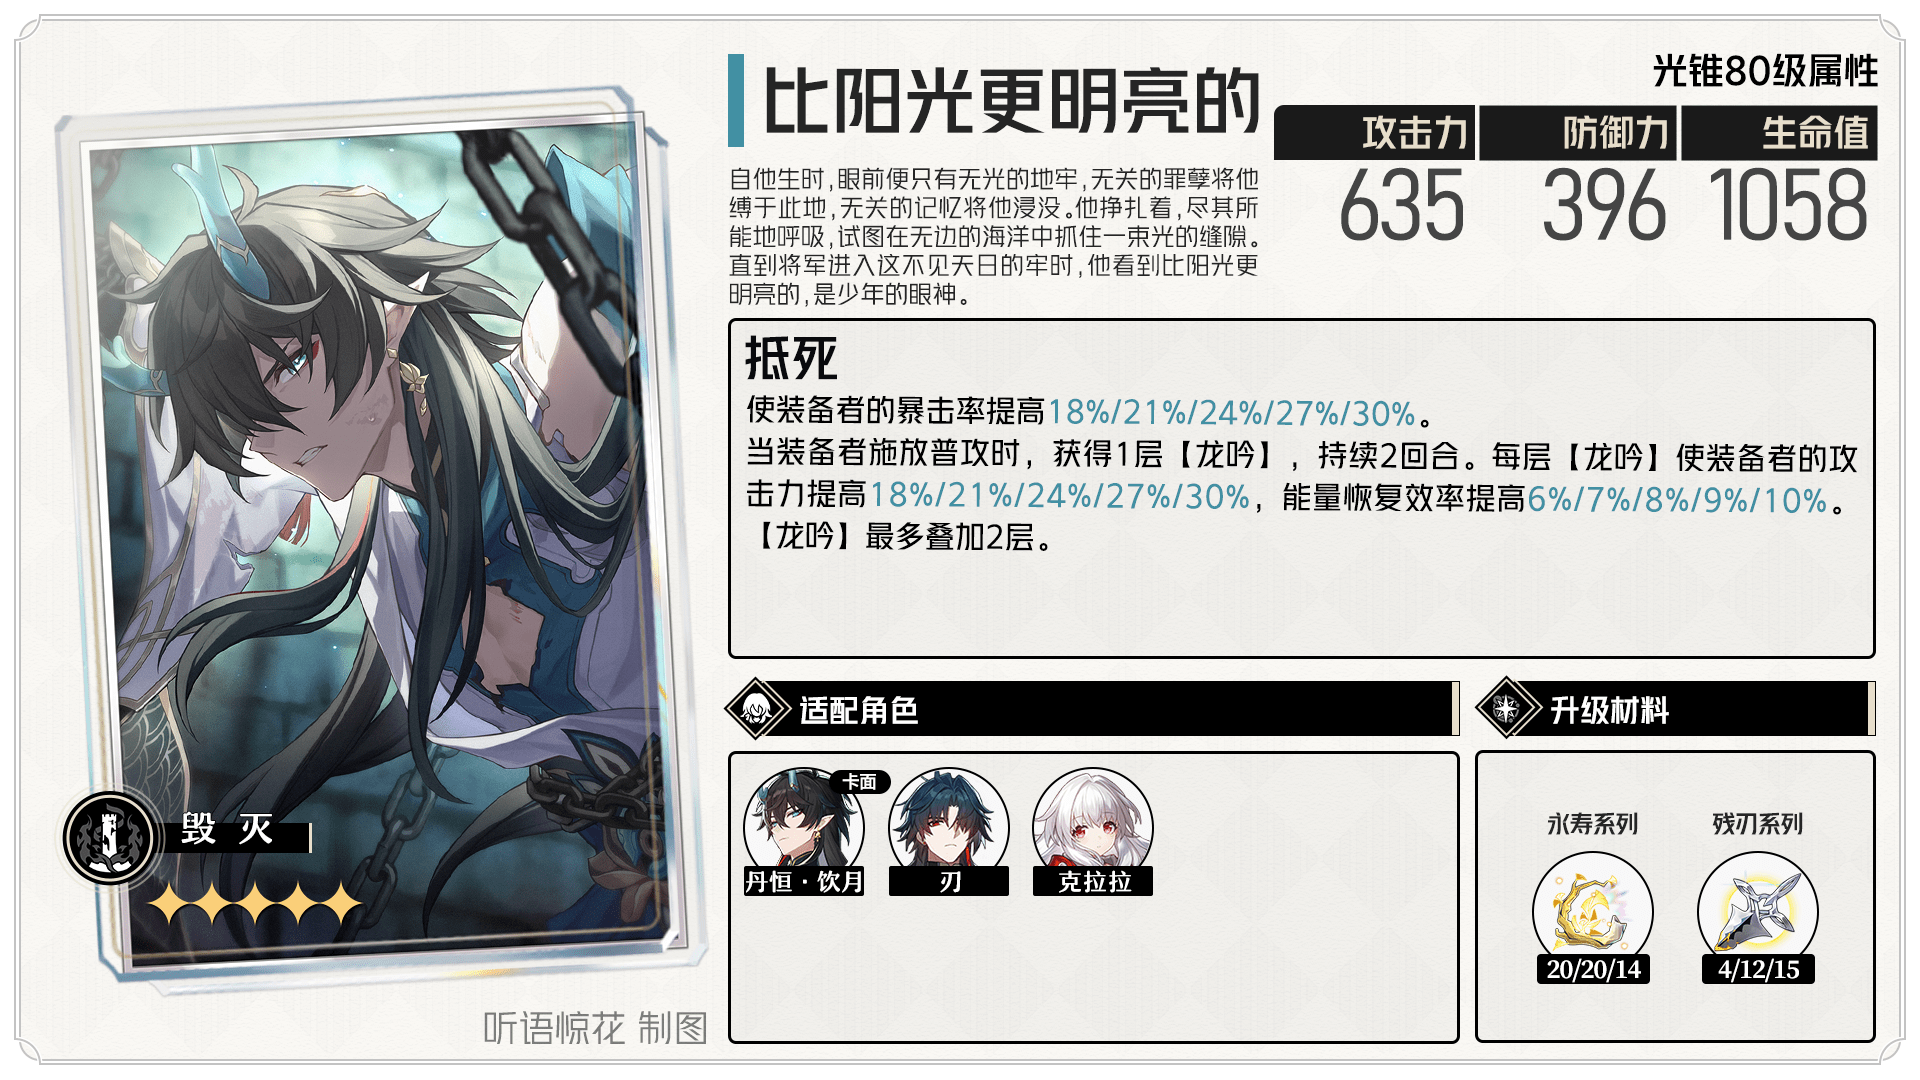 比阳光更明亮的
自他生时,眼前便只有无光的地牢,无关的罪孽将他
缚于此地,无关的记忆将他浸没。他挣扎着,尽其所
能地呼吸,试图在无边的海洋中抓住一束光的缝隙。
直到将军进入这不见天日的牢时,他看到比阳光更
明亮的,是少年的眼神。
光锥80级属性
攻击力 防御力 生命值
635 396 1058
抵死
使装备者的暴击率提高18%/21%/24%/27%/30%。
当装备者施放普攻时，获得1层【龙吟】，持续2回合。每层【龙吟】使装备者的攻
击力提高18%/21%/24%/27%/30%，能量恢复效率提高6%/7%/8%/9%/10%。
【龙吟】最多叠加2层。
毁灭
适配角色
卡面
丹恒·饮月 刃 克拉拉
升级材料
永寿系列 残刃系列
20/20/14 4/12/15
听语惊花 制图